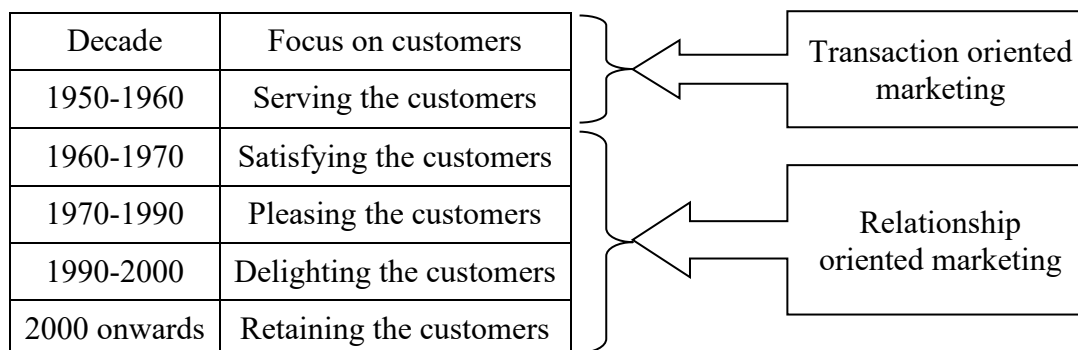 Decade Focus on customers
1950-1960 Serving the customers
1960-1970 Satisfying the customers
1970-1990 Pleasing the customers
1990-2000 Delighting the customers
2000 onwards Retaining the customers
Transaction oriented
marketing
Relationship
oriented marketing